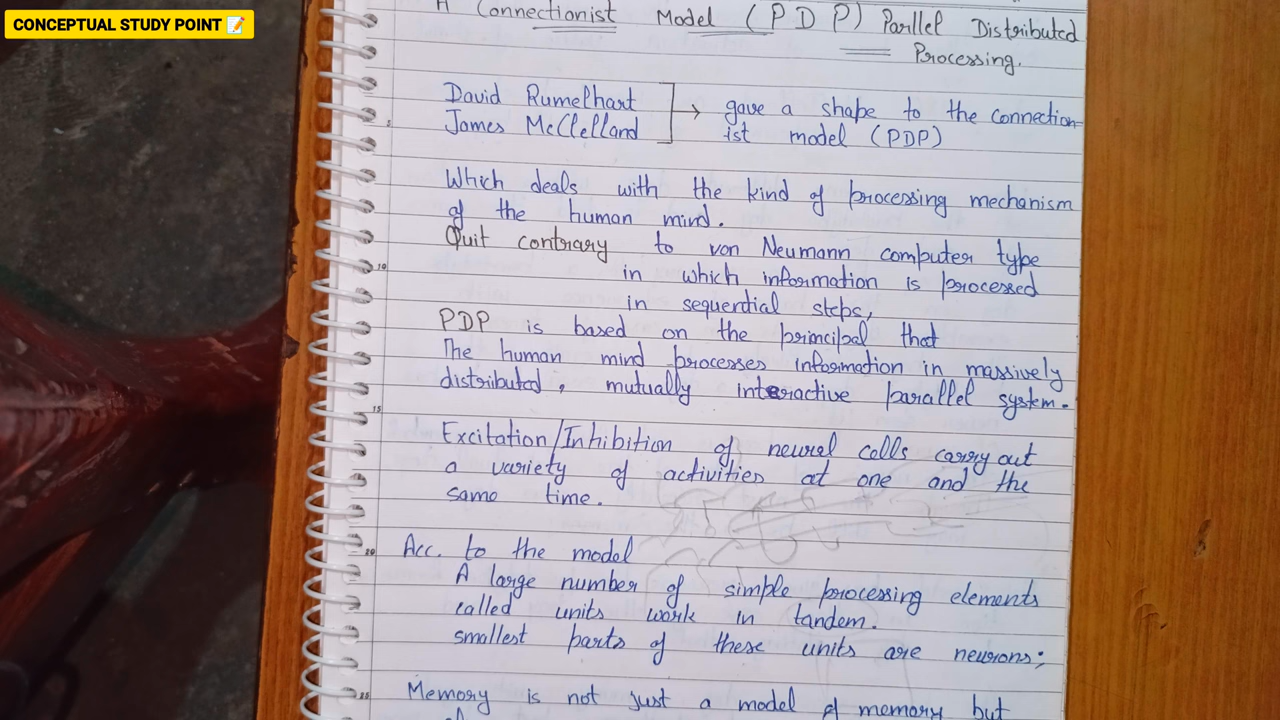 CONCEPTUAL STUDY POINT 📝
A Connectionist Model (PDP) Parllel Distributed
Processing.
David Rumelhart
James McClelland
→ gave a shape to the connection-
ist model (PDP)
Which deals with the kind of processing mechanism
of the human mind.
Quit contrary to von Neumann computer type
in which information is processed
in sequential steps,
PDP is based on the principal that
The human mind processes information in massively
distributed, mutually interactive parallel system.
Excitation/Inhibition of neural cells carry out
a variety of activities at one and the
same time.
Acc. to the model
A large number of simple processing elements
called units work in tandem.
smallest parts of these units are neurons;
Memory is not just a model of memory but